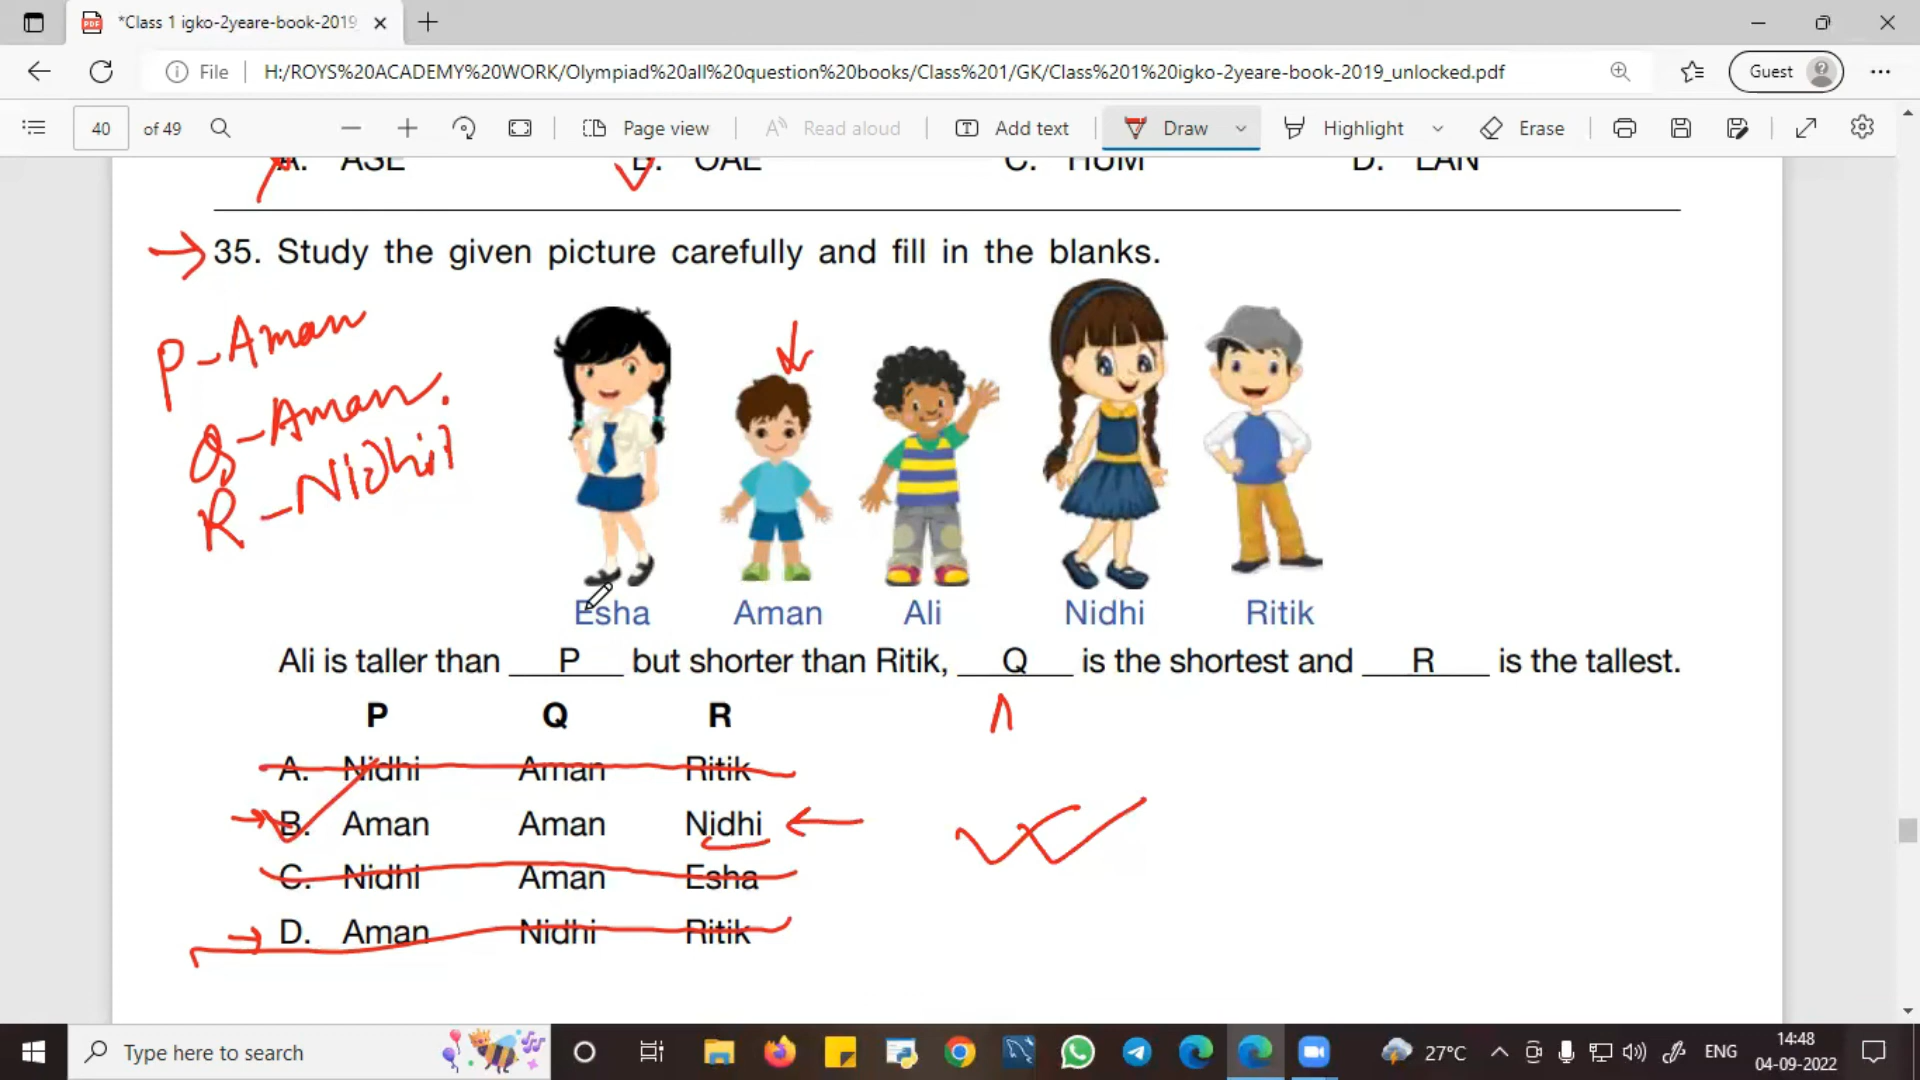 *Class 1 igko-2yeare-book-2019
File H:/ROYS%20ACADEMY%20WORK/Olympiad%20all%20question%20books/Class%201/GK/Class%201%20igko-2yeare-book-2019_unlocked.pdf Guest
40 of 49 Page view Read aloud Add text Draw Highlight Erase
A. ASE B. OAE C. HUM D. LAN
35. Study the given picture carefully and fill in the blanks.
P-Aman
Q-Aman.
R-Nidhi
Esha Aman Ali Nidhi Ritik
Ali is taller than P but shorter than Ritik, Q is the shortest and R is the tallest.
P Q R
A. Nidhi Aman Ritik
B. Aman Aman Nidhi
C. Nidhi Aman Esha
D. Aman Nidhi Ritik
Type here to search 27°C ENG 14:48
04-09-2022